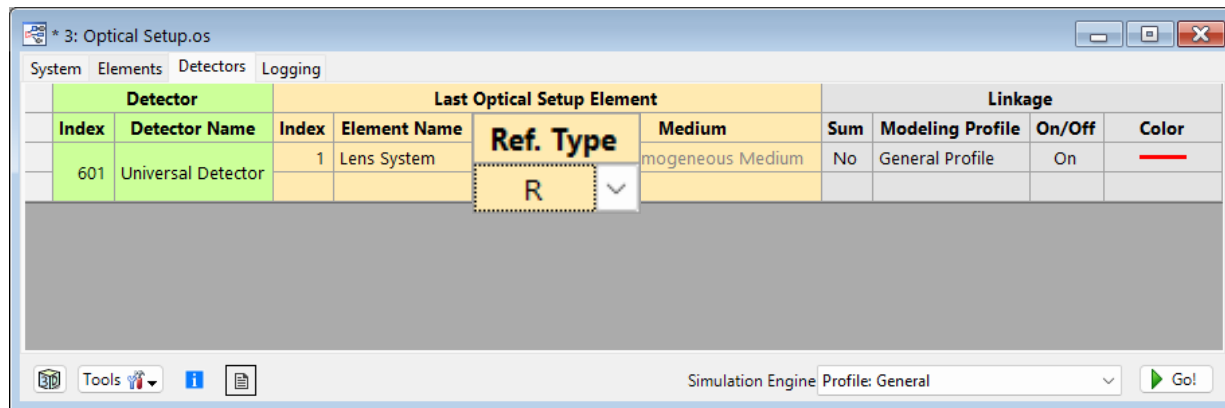 * 3: Optical Setup.os
System Elements Detectors Logging
Detector Last Optical Setup Element Linkage
Index Detector Name Index Element Name Ref. Type Medium Sum Modeling Profile On/Off Color
601 Universal Detector 1 Lens System R mogeneous Medium No General Profile On
3D Tools i Simulation Engine Profile: General Go!